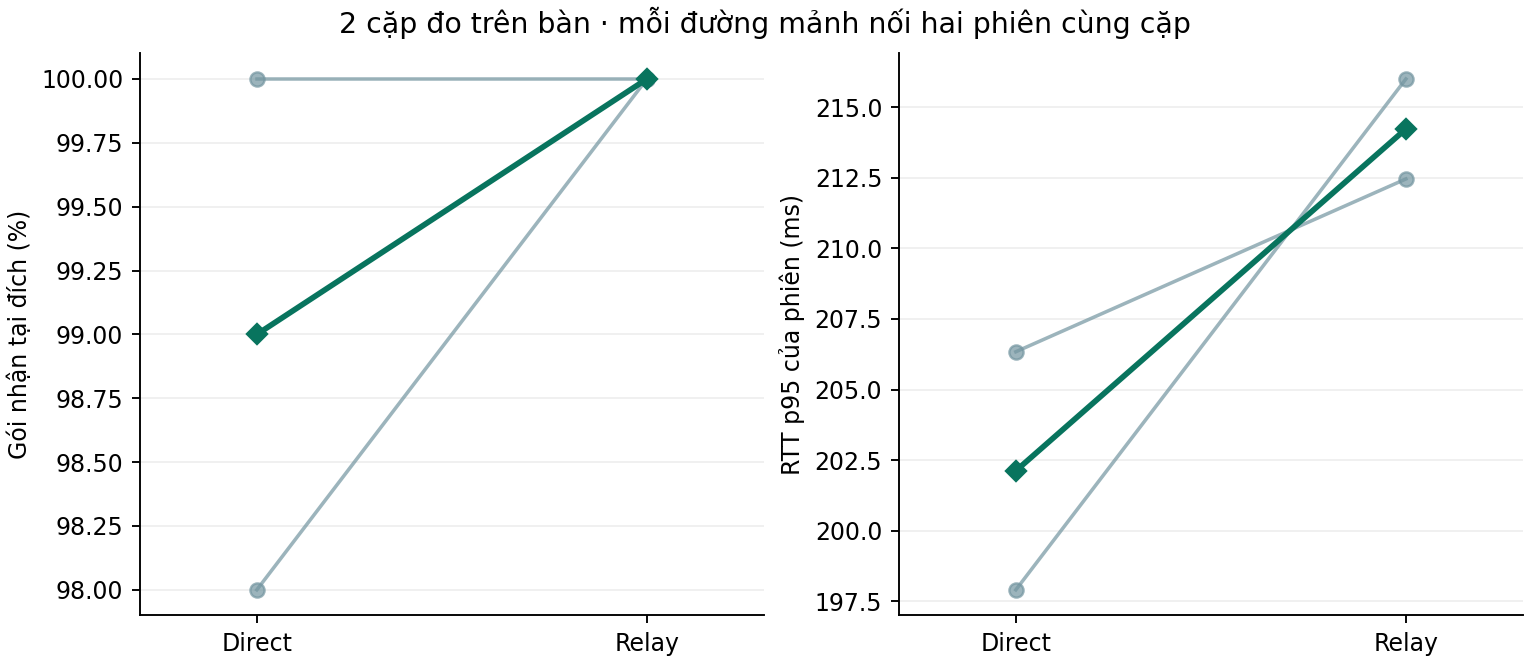 2 cặp đo trên bàn · mỗi đường mảnh nối hai phiên cùng cặp
Gói nhận tại đích (%)
100.00
99.75
99.50
99.25
99.00
98.75
98.50
98.25
98.00
Direct
Relay
RTT p95 của phiên (ms)
215.0
212.5
210.0
207.5
205.0
202.5
200.0
197.5
Direct
Relay